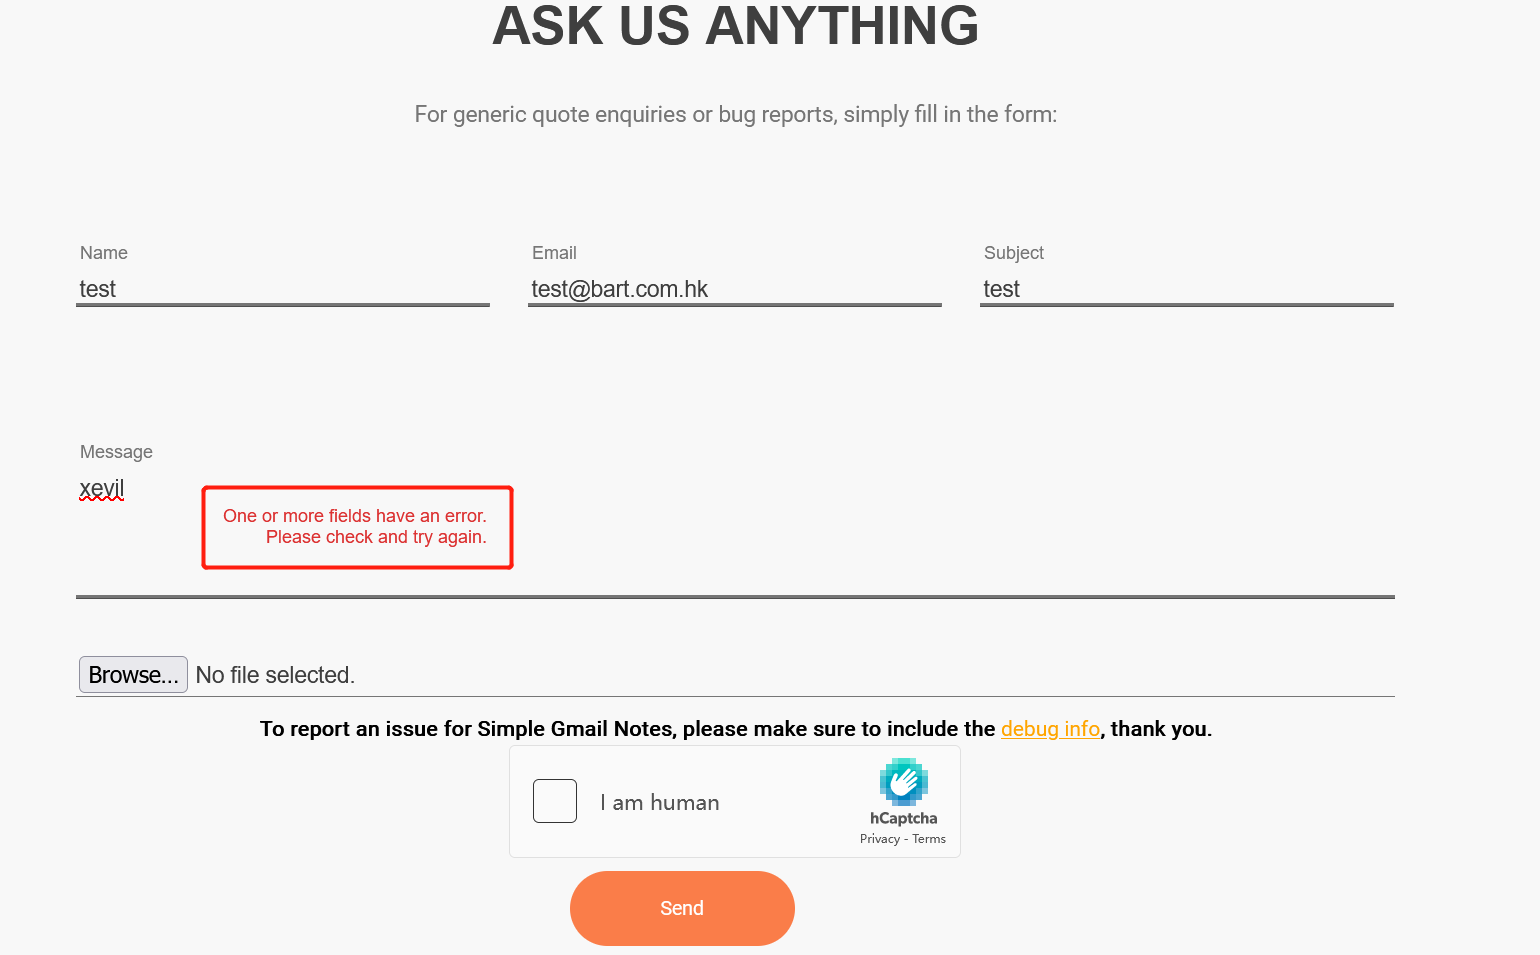 ASK US ANYTHING
For generic quote enquiries or bug reports, simply fill in the form:
Name
Email
Subject
test
test@bart.com.hk
test
Message
xevil
One or more fields have an error.
Please check and try again.
Browse... No file selected.
To report an issue for Simple Gmail Notes, please make sure to include the debug info, thank you.
I am human
hCaptcha
Privacy - Terms
Send